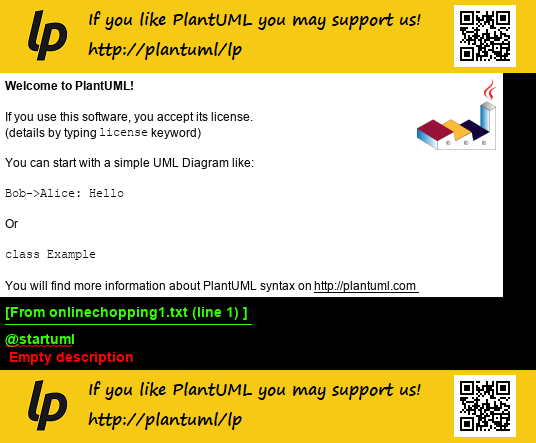 lp If you like PlantUML you may support us!
http://plantuml/lp
Welcome to PlantUML!
If you use this software, you accept its license.
(details by typing license keyword)
You can start with a simple UML Diagram like:
Bob->Alice: Hello
Or
class Example
You will find more information about PlantUML syntax on http://plantuml.com
[From onlinechopping1.txt (line 1) ]
@startuml
Empty description
lp If you like PlantUML you may support us!
http://plantuml/lp